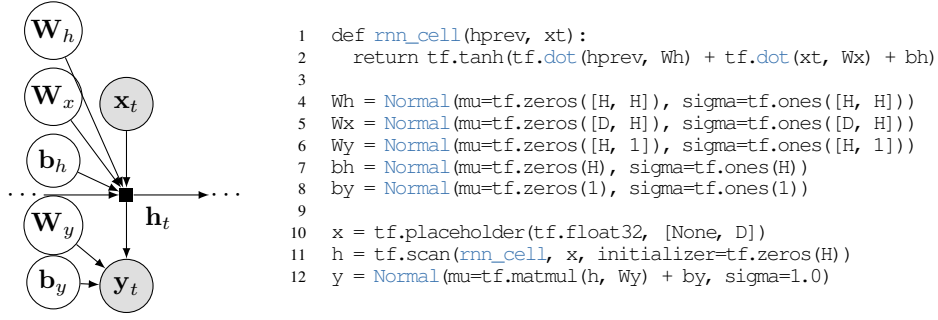 W_h
W_x
x_t
b_h
. . .
. . .
h_t
W_y
b_y
y_t
1 def rnn_cell(hprev, xt):
2   return tf.tanh(tf.dot(hprev, Wh) + tf.dot(xt, Wx) + bh)
3
4 Wh = Normal(mu=tf.zeros([H, H]), sigma=tf.ones([H, H]))
5 Wx = Normal(mu=tf.zeros([D, H]), sigma=tf.ones([D, H]))
6 Wy = Normal(mu=tf.zeros([H, 1]), sigma=tf.ones([H, 1]))
7 bh = Normal(mu=tf.zeros(H), sigma=tf.ones(H))
8 by = Normal(mu=tf.zeros(1), sigma=tf.ones(1))
9
10 x = tf.placeholder(tf.float32, [None, D])
11 h = tf.scan(rnn_cell, x, initializer=tf.zeros(H))
12 y = Normal(mu=tf.matmul(h, Wy) + by, sigma=1.0)